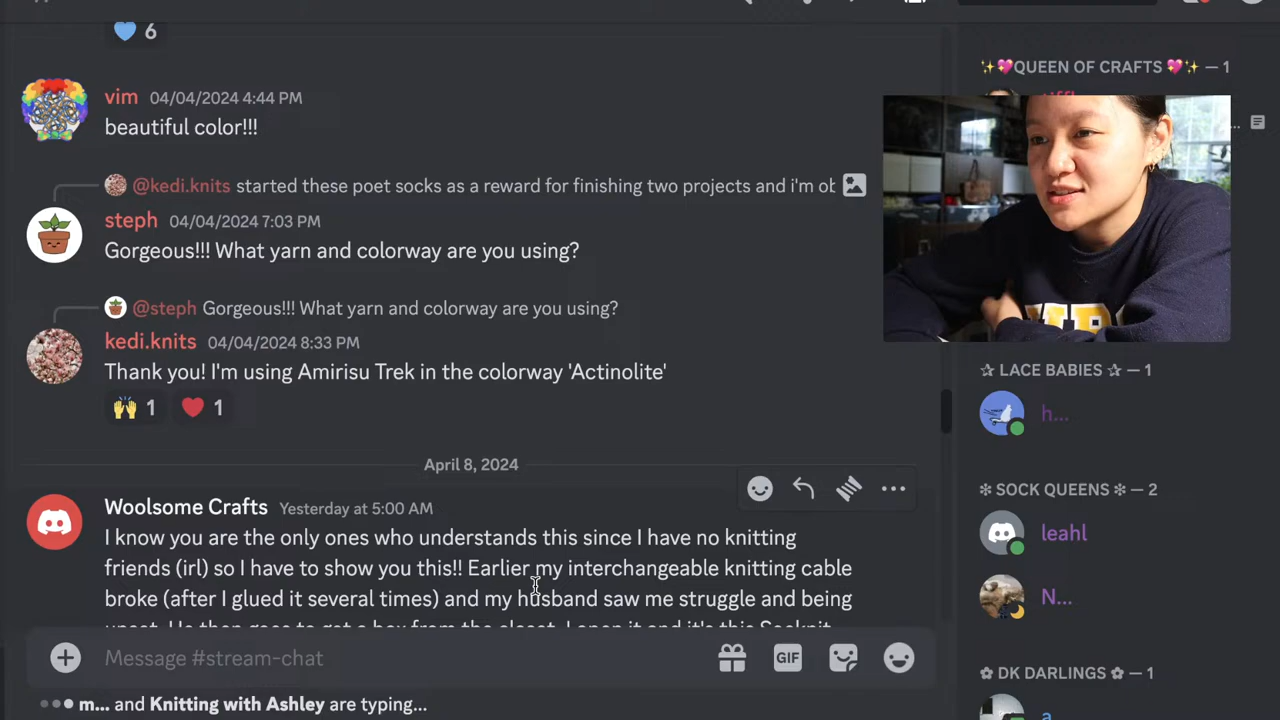 6
vim 04/04/2024 4:44 PM
beautiful color!!!
@kedi.knits started these poet socks as a reward for finishing two projects and i'm ob
steph 04/04/2024 7:03 PM
Gorgeous!!! What yarn and colorway are you using?
@steph Gorgeous!!! What yarn and colorway are you using?
kedi.knits 04/04/2024 8:33 PM
Thank you! I'm using Amirisu Trek in the colorway 'Actinolite'
1 1
April 8, 2024
Woolsome Crafts Yesterday at 5:00 AM
I know you are the only ones who understands this since I have no knitting
friends (irl) so I have to show you this!! Earlier my interchangeable knitting cable
broke (after I glued it several times) and my husband saw me struggle and being
Message #stream-chat
GIF
m... and Knitting with Ashley are typing...
✨💖QUEEN OF CRAFTS 💖✨ — 1
✰ LACE BABIES ✰ — 1
h...
❇ SOCK QUEENS ❇ — 2
leahl
N...
✿ DK DARLINGS ✿ — 1
a